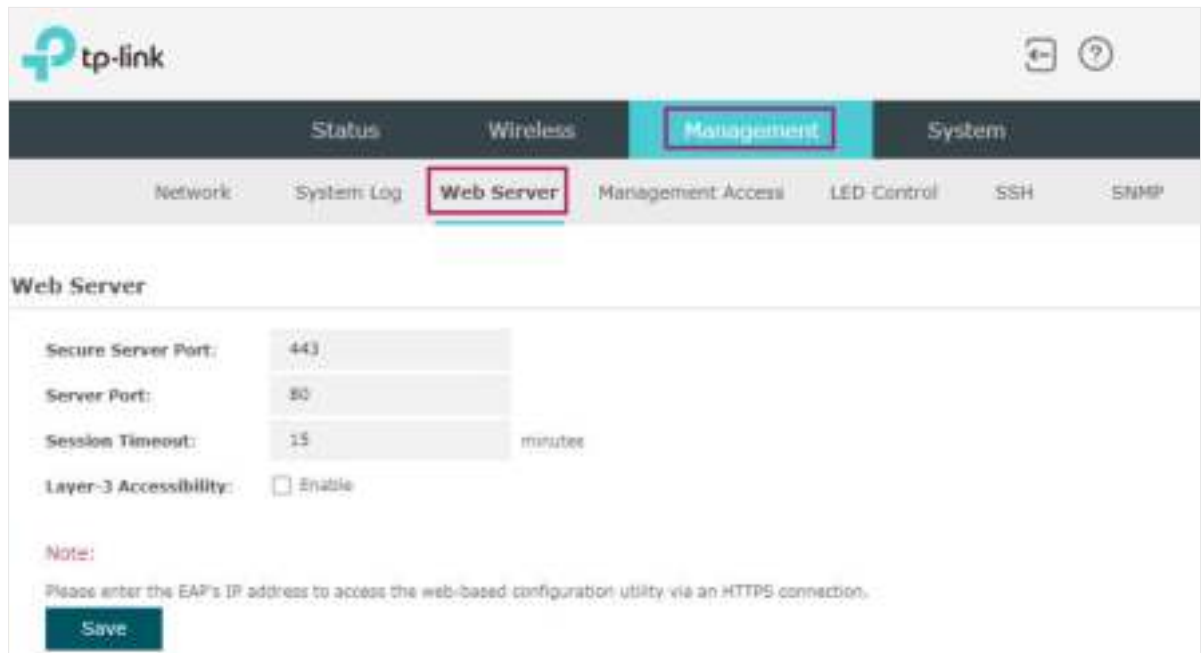 tp-link
Status Wireless Management System
Network System Log Web Server Management Access LED Control SSH SNMP
Web Server
Secure Server Port: 443
Server Port: 80
Session Timeout: 15 minutes
Layer-3 Accessibility: Enable
Note:
Please enter the EAP's IP address to access the web-based configuration utility via an HTTPS connection.
Save